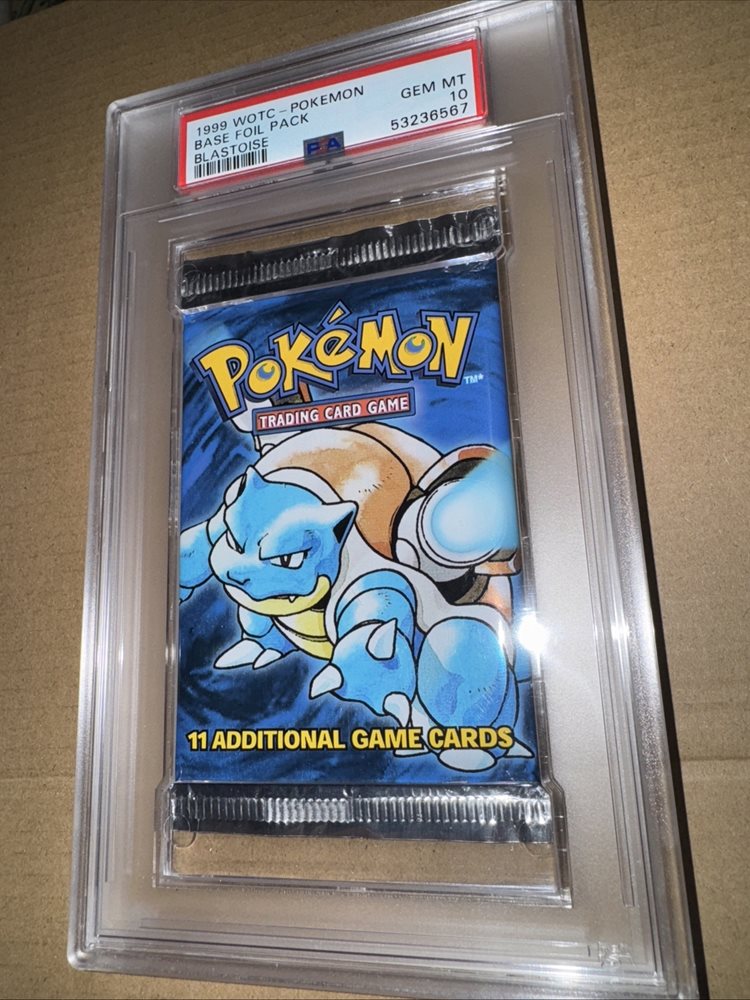 1999 WOTC - POKEMON
BASE FOIL PACK
BLASTOISE
GEM MT
10
53236567
PSA
POKéMON
TM*
TRADING CARD GAME
11 ADDITIONAL GAME CARDS